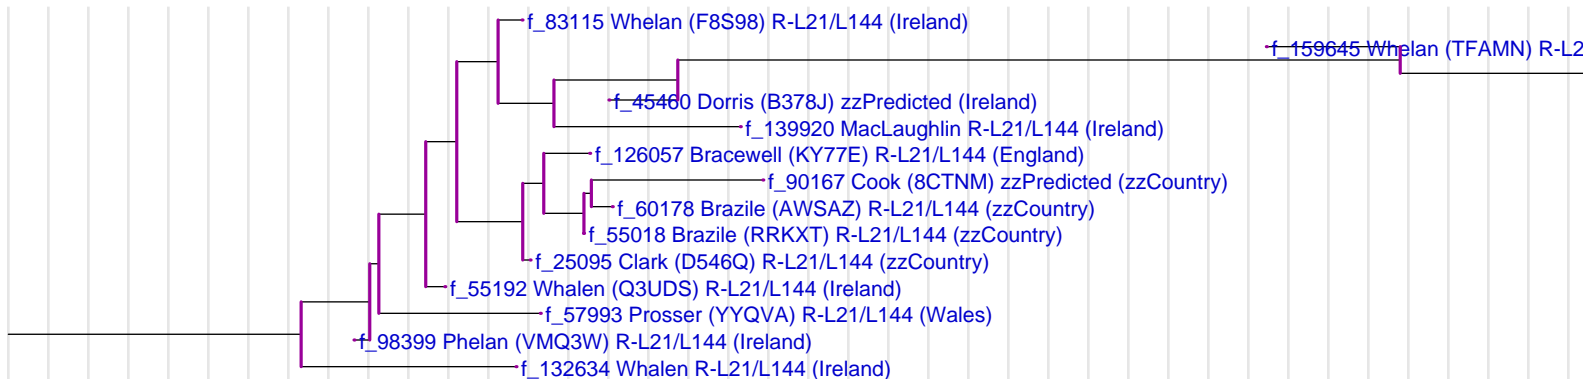 f_83115 Whelan (F8S98) R-L21/L144 (Ireland)
f_159645 Whelan (TFAMN) R-L2
f_45460 Dorris (B378J) zzPredicted (Ireland)
f_139920 MacLaughlin R-L21/L144 (Ireland)
f_126057 Bracewell (KY77E) R-L21/L144 (England)
f_90167 Cook (8CTNM) zzPredicted (zzCountry)
f_60178 Brazile (AWSAZ) R-L21/L144 (zzCountry)
f_55018 Brazile (RRKXT) R-L21/L144 (zzCountry)
f_25095 Clark (D546Q) R-L21/L144 (zzCountry)
f_55192 Whalen (Q3UDS) R-L21/L144 (Ireland)
f_57993 Prosser (YYQVA) R-L21/L144 (Wales)
f_98399 Phelan (VMQ3W) R-L21/L144 (Ireland)
f_132634 Whalen R-L21/L144 (Ireland)